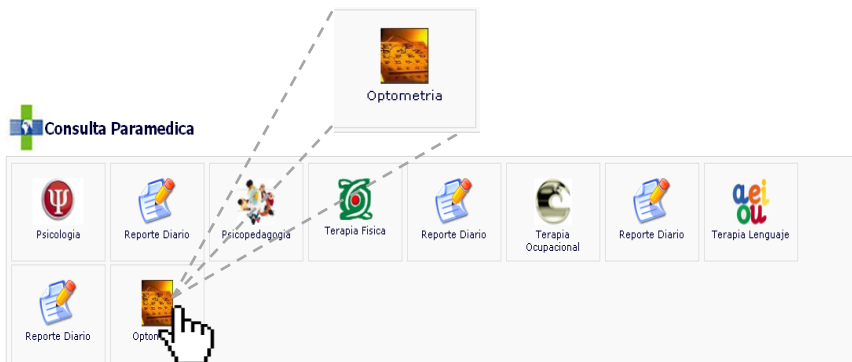 Optometria
Consulta Paramedica
Psicologia
Reporte Diario
Psicopedagogia
Terapia Fisica
Reporte Diario
Terapia
Ocupacional
Reporte Diario
aei
ou
Terapia Lenguaje
Reporte Diario